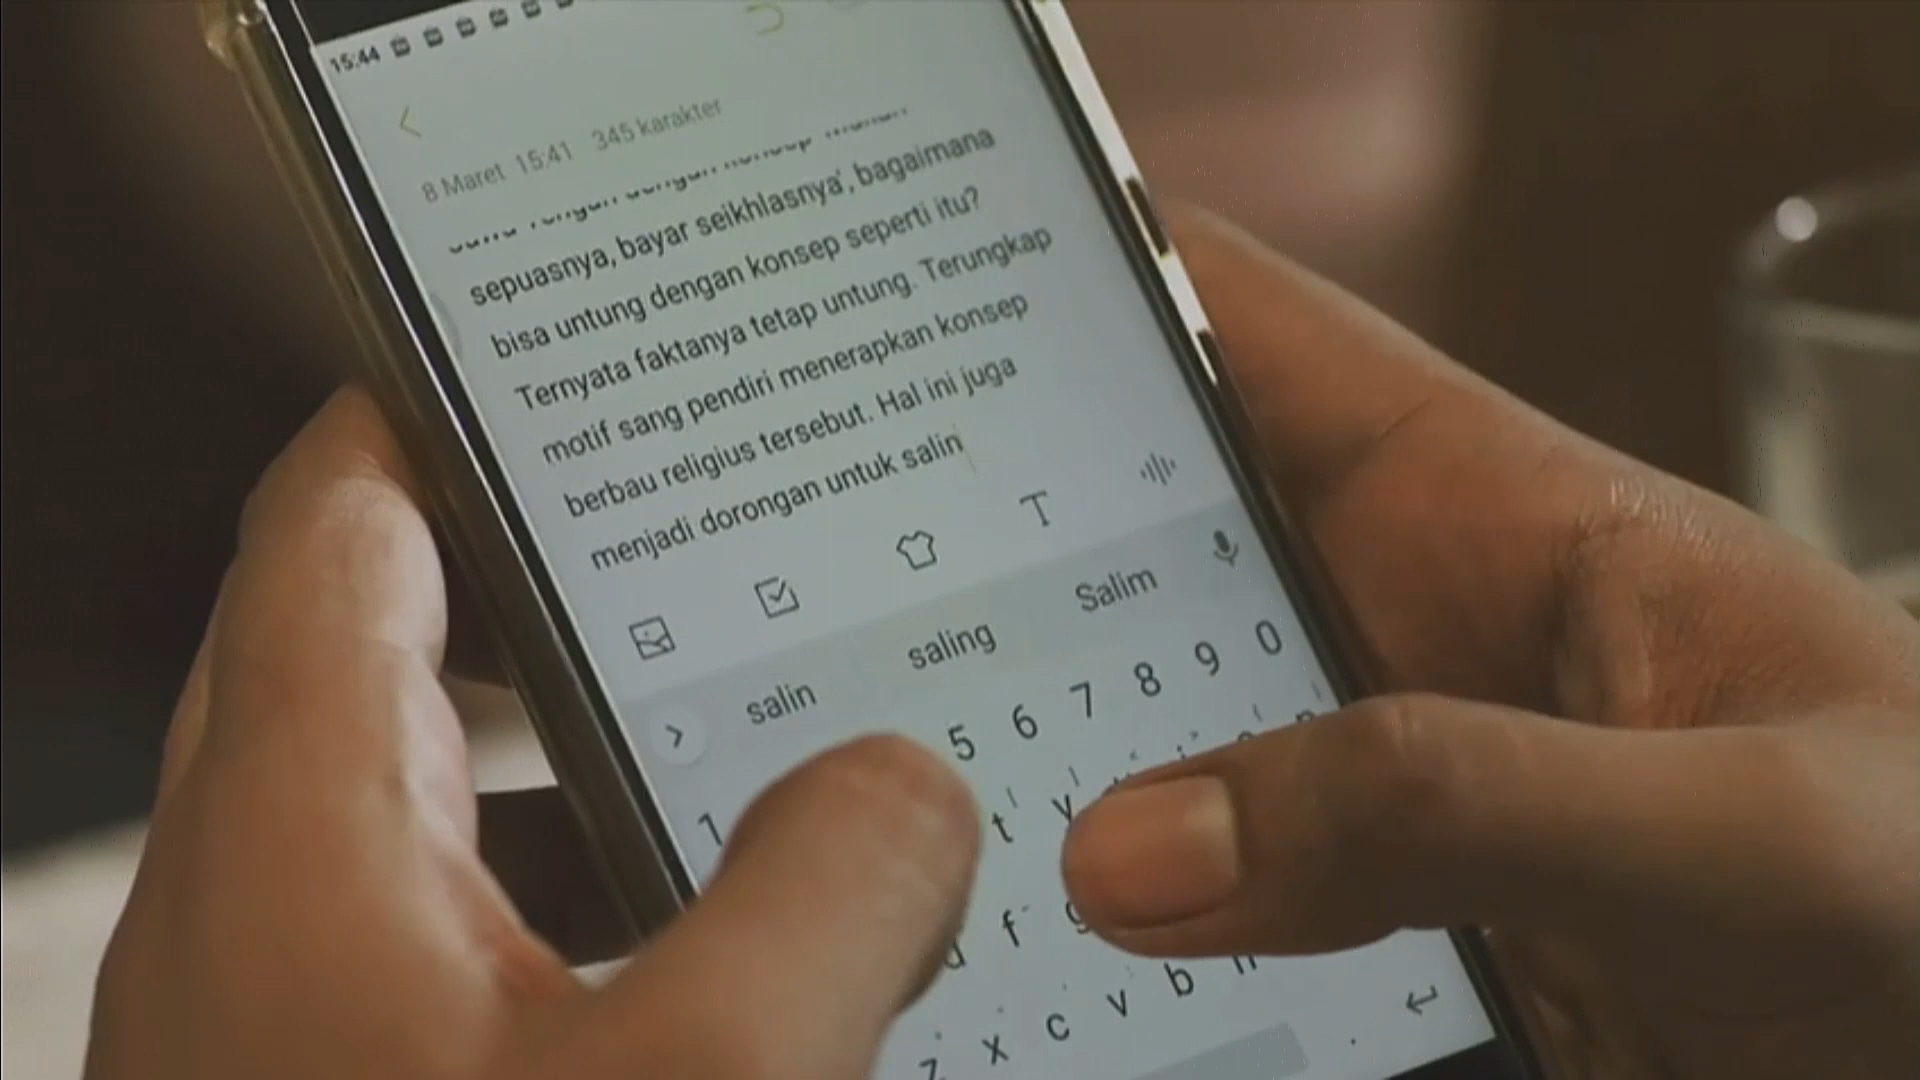 15:44
8 Maret 15:41 345 karakter
sepuasnya, bayar seikhlasnya', bagaimana
bisa untung dengan konsep seperti itu?
Ternyata faktanya tetap untung. Terungkap
motif sang pendiri menerapkan konsep
berbau religius tersebut. Hal ini juga
menjadi dorongan untuk salin
T
salin saling Salim
1 5 6 7 8 9 0
t y
d f g
z x c v b n .